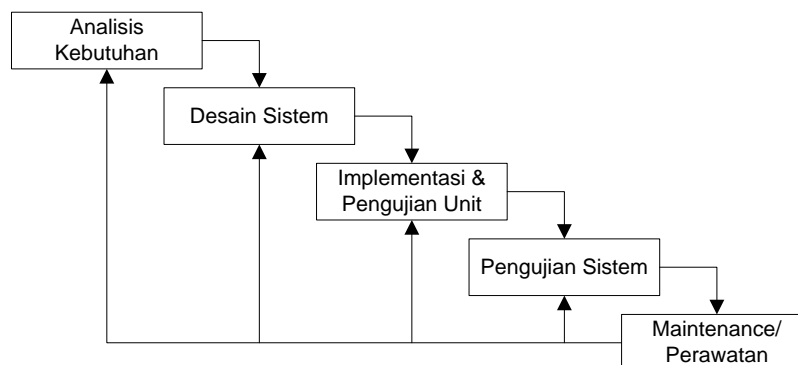 Analisis
Kebutuhan
Desain Sistem
Implementasi &
Pengujian Unit
Pengujian Sistem
Maintenance/
Perawatan